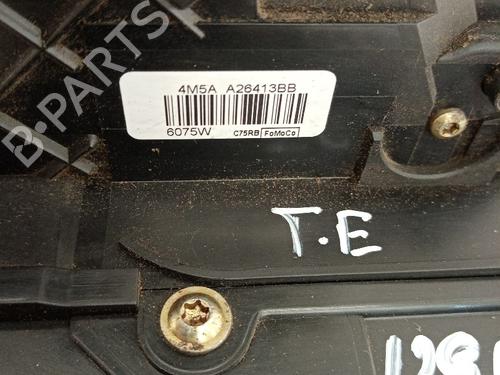 B-PARTS
4M5A A26413BB
6075W C75RB FoMoCo
T.E